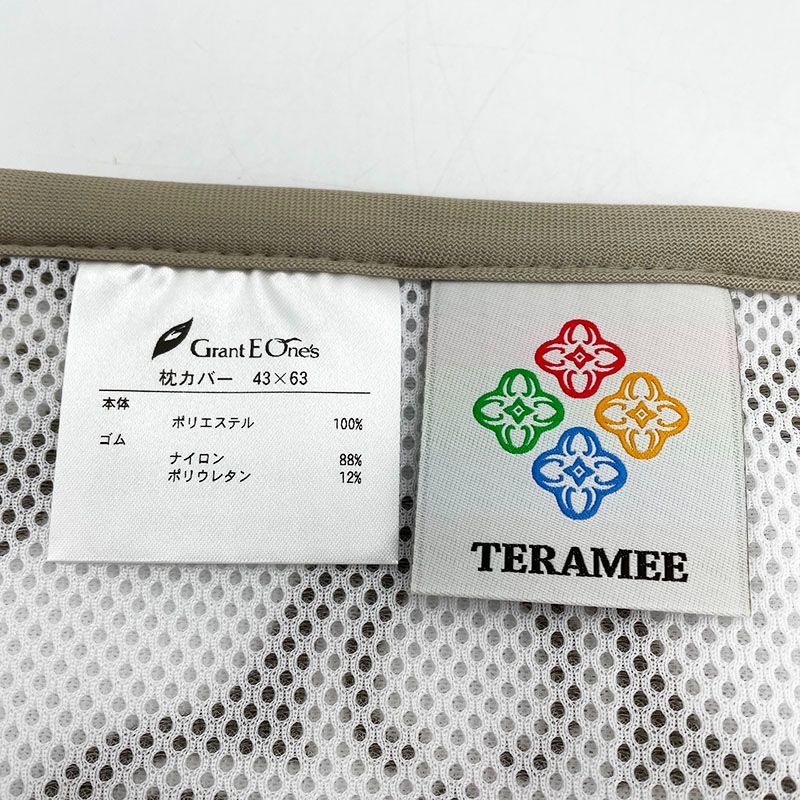 Grant E One's
枕カバー 43×63
本体
ポリエステル 100%
ゴム
ナイロン 88%
ポリウレタン 12%
TERAMEE